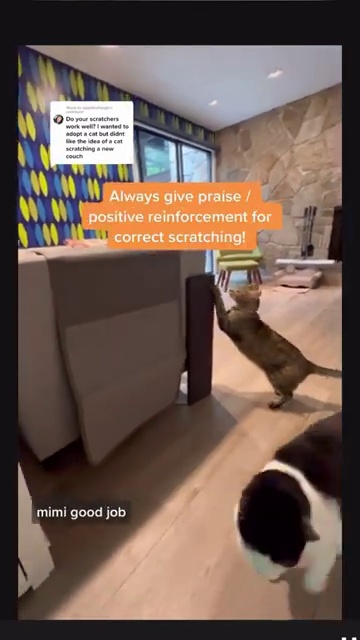 Do your scratchers
work well? I wanted to
adopt a cat but didnt
like the idea of a cat
scratching a new
couch
Always give praise /
positive reinforcement for
correct scratching!
mimi good job